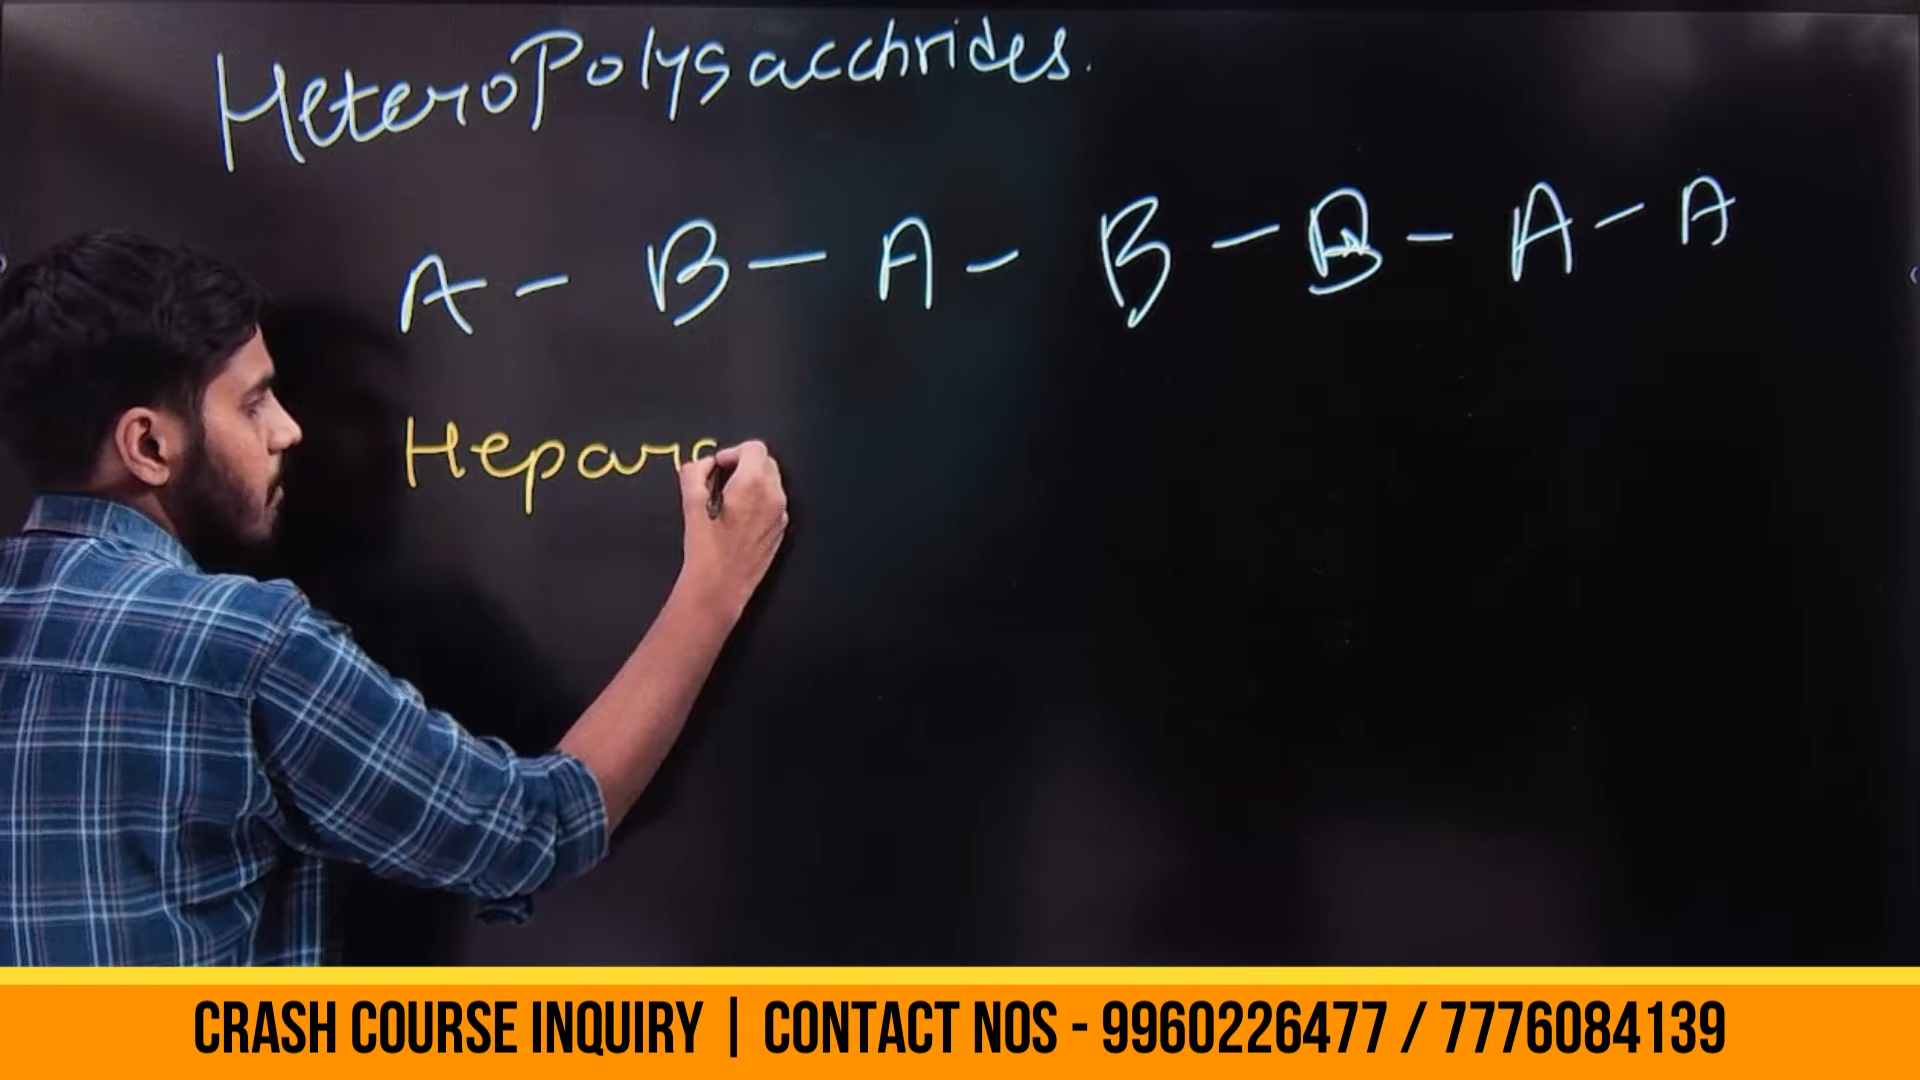 HeteroPolysacchrides.
A - B - A - B - B - A - A
Hepar
CRASH COURSE INQUIRY | CONTACT NOS - 9960226477 / 7776084139